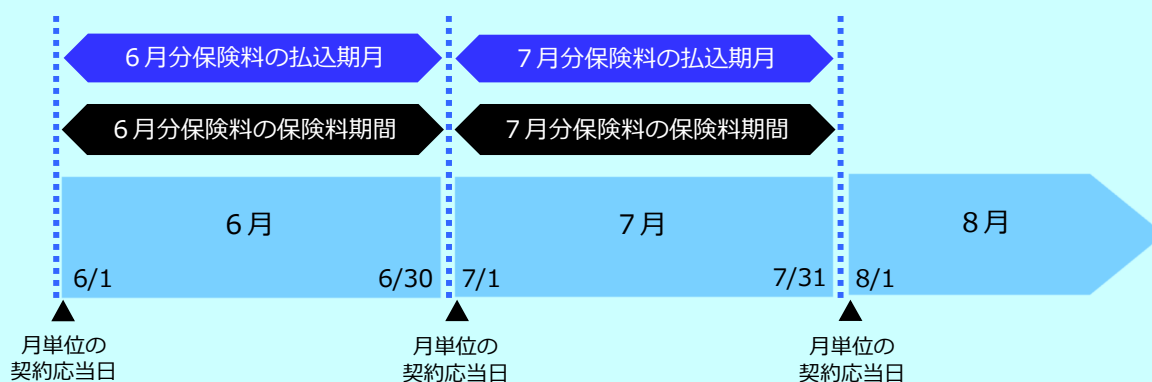 ６月分保険料の払込期月
７月分保険料の払込期月
６月分保険料の保険料期間
７月分保険料の保険料期間
６月
７月
８月
6/1
6/30
7/1
7/31
8/1
月単位の
契約応当日
月単位の
契約応当日
月単位の
契約応当日